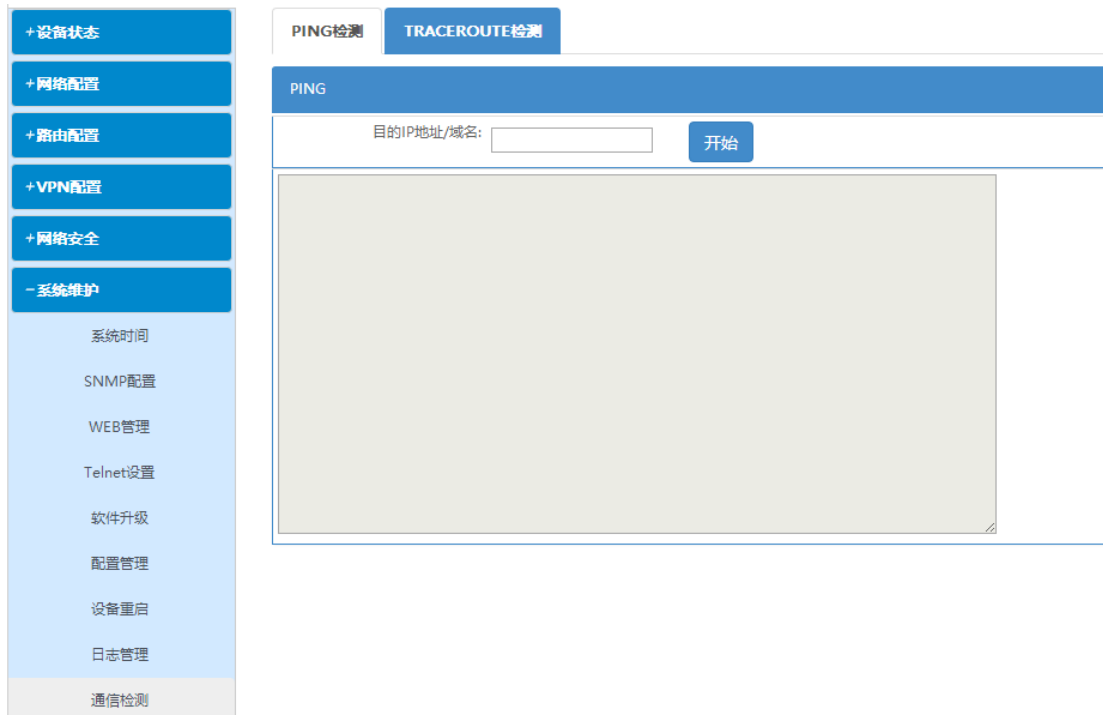 +设备状态
+网络配置
+路由配置
+VPN配置
+网络安全
-系统维护
系统时间
SNMP配置
WEB管理
Telnet设置
软件升级
配置管理
设备重启
日志管理
通信检测
PING检测
TRACEROUTE检测
PING
目的IP地址/域名:
开始